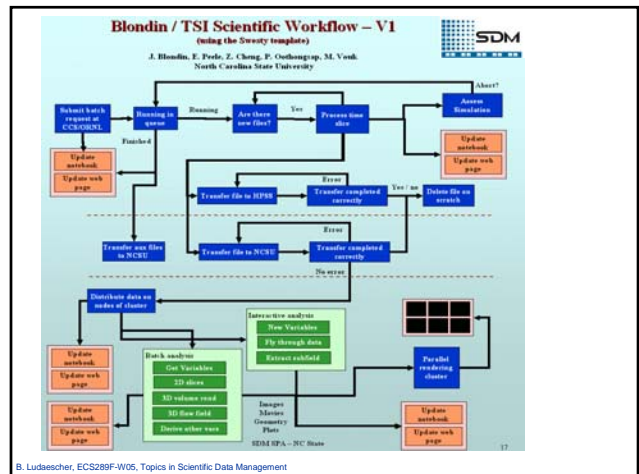 Blondin / TSI Scientific Workflow – V1
(using the Swesty template)
SDM
J. Blondin, E. Peele, Z. Cheng, P. Outhongsap, M. Vouk
North Carolina State University
Abort?
Submit batch
request at
CCS/ORNL
Running in
queue
Running
Are there
new files?
Yes
Process time
slice
Assess
Simulation
Finished
Update
notebook
Update web
page
Update
notebook
Update web
page
Error
Transfer file to HPSS
Transfer completed
correctly
Yes / no
Delete file on
scratch
Error
Transfer aux files
to NCSU
Transfer file to NCSU
Transfer completed
correctly
No error
Distribute data on
nodes of cluster
Interactive analysis
New Variables
Fly through data
Extract subfield
Update
notebook
Update web
page
Batch analysis
Get Variables
2D slices
3D volume rend
3D flow field
Derive other vars
Parallel
rendering
cluster
Update
notebook
Update web
page
Images
Movies
Geometry
Plots
Update
notebook
Update web
page
SDM SPA – NC State
17
B. Ludaescher, ECS289F-W05, Topics in Scientific Data Management